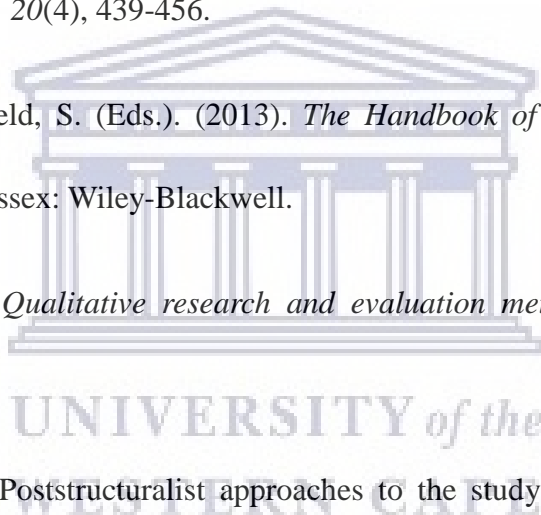 20(4), 439-456.
eld, S. (Eds.). (2013). The Handbook of
ssex: Wiley-Blackwell.
Qualitative research and evaluation me
UNIVERSITY of the
Poststructuralist approaches to the study
WESTERN CAPE